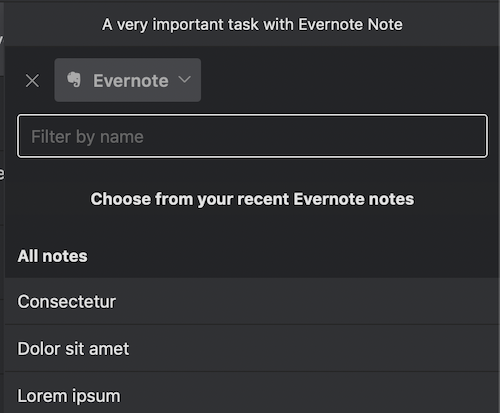 A very important task with Evernote Note
Evernote
Filter by name
Choose from your recent Evernote notes
All notes
Consectetur
Dolor sit amet
Lorem ipsum